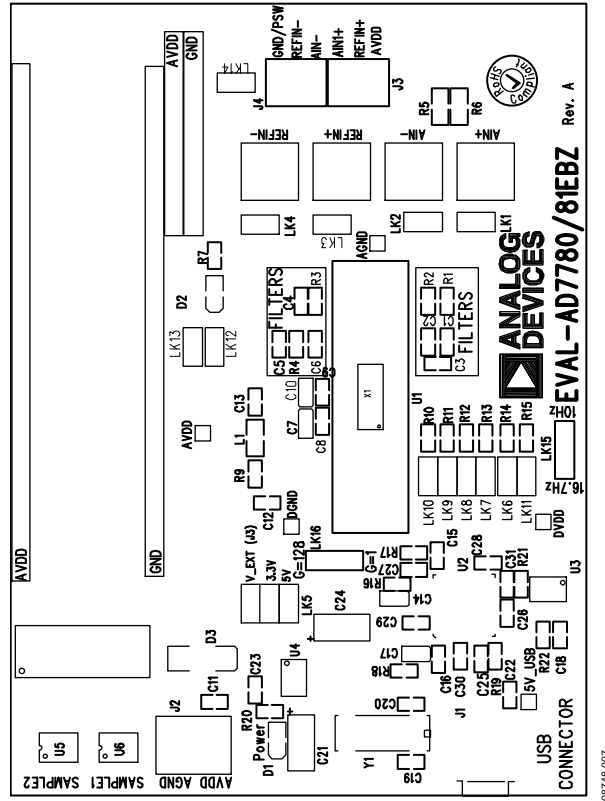 AVDD
GND
LK14
GND/PSW
REFIN-
AIN-
AIN1+
REFIN+
AVDD
J4
J3
RoHS
Compliant
R5
R6
REFIN-
REFIN+
AIN-
AIN+
LK4
LK3
LK2
LK1
AGND
Rev. A
EVAL-AD7780/81EBZ
ANALOG
DEVICES
R7
D2
LK13
LK12
FILTERS
C4
R3
C5
R4
C6
R2
R1
C2
C1
C3
FILTERS
C9
C10
C7
C8
X1
U1
C13
L1
AVDD
R9
C12
DGND
R10
R11
R12
R13
R14
R15
LK10
LK9
LK8
LK7
LK6
LK11
10Hz
LK15
16.7Hz
DVDD
AVDD
GND
V_EXT (J3)
3.3V
5V
LK5
G=128
LK16
G=1
R17
C27
R16
C14
C15
U2
C28
C31
R21
U3
C24
C29
C26
D3
U4
C17
R18
C16
C30
C25
R19
C22
R22
C18
5V_USB
J2
C11
C23
R20
Power
D1
C21
C20
Y1
C19
J1
U5
U6
SAMPLE2
SAMPLE1
AGND
AVDD
USB
CONNECTOR
08748-007